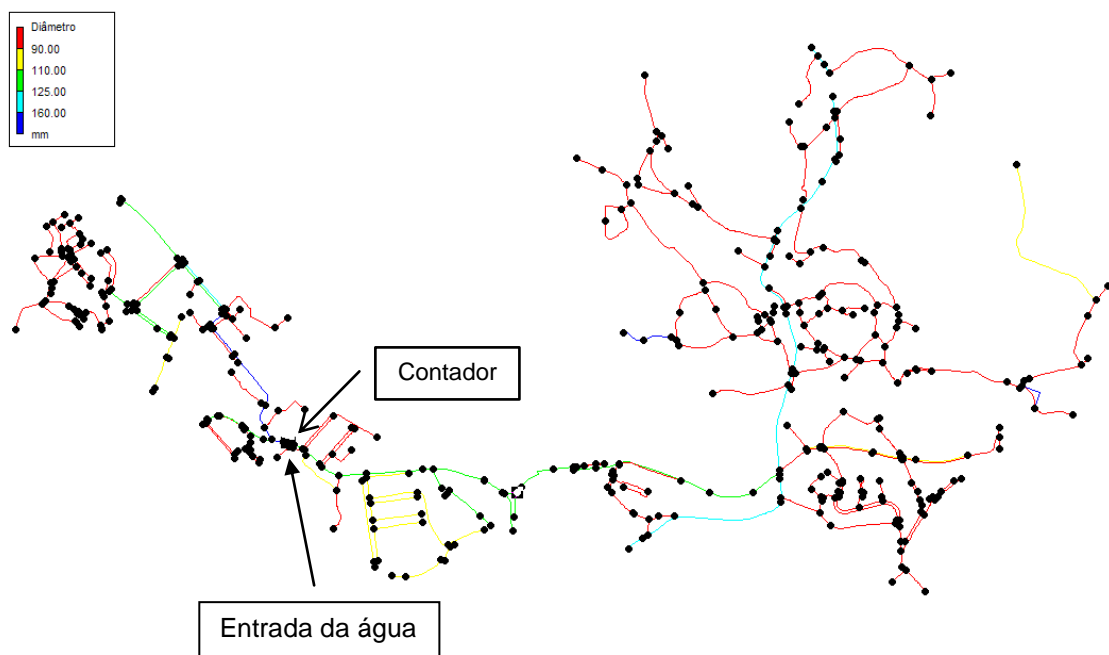 Diâmetro
90.00
110.00
125.00
160.00
mm
Contador
Entrada da água